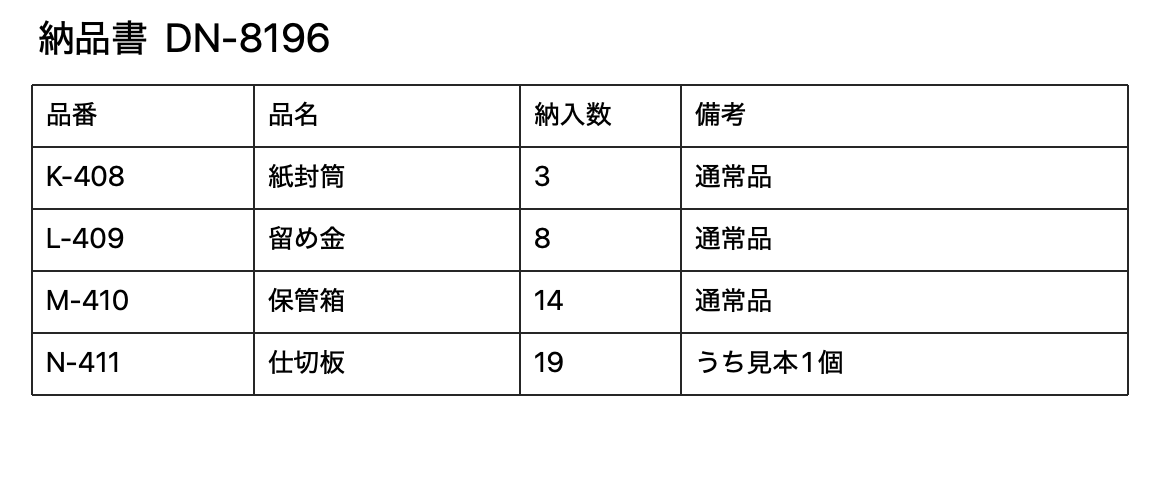 納品書 DN-8196
品番 品名 納入数 備考
K-408 紙封筒 3 通常品
L-409 留め金 8 通常品
M-410 保管箱 14 通常品
N-411 仕切板 19 うち見本1個